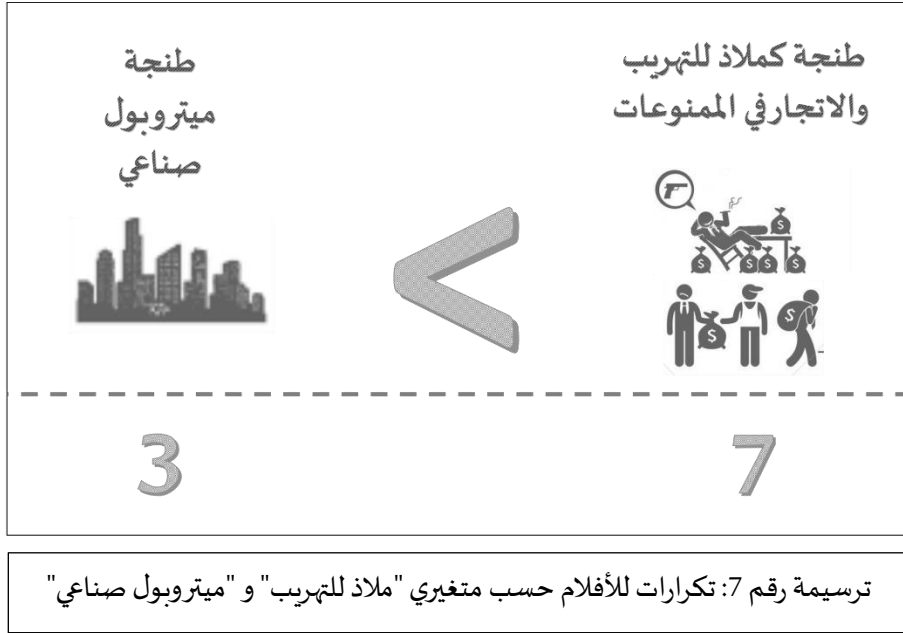 طنجة كملاذ للتهريب
والاتجار في الممنوعات
طنجة
ميتروبول
صناعي
<
7
3
ترسيمة رقم 7: تكرارات للأفلام حسب متغيري "ملاذ للتهريب" و "ميتروبول صناعي"